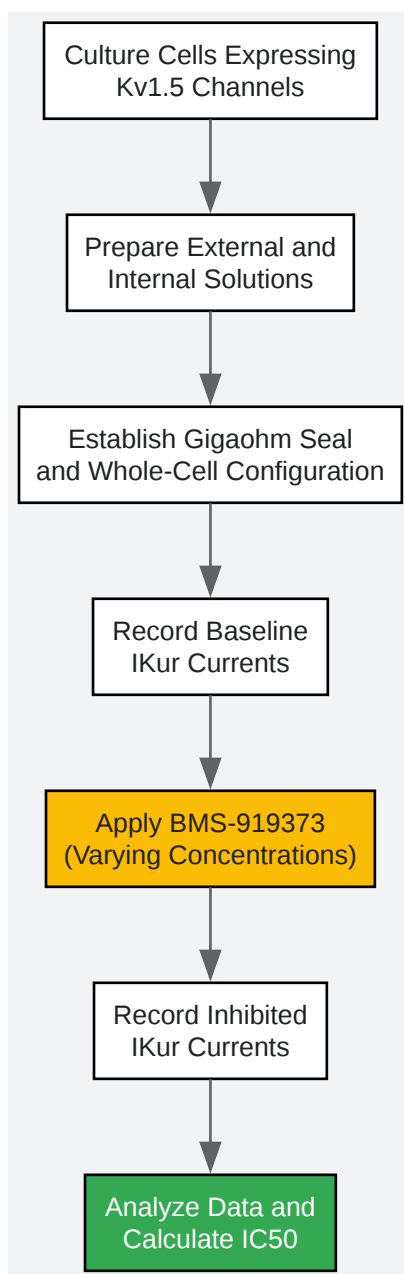 Culture Cells Expressing
Kv1.5 Channels
Prepare External and
Internal Solutions
Establish Gigaohm Seal
and Whole-Cell Configuration
Record Baseline
IKur Currents
Apply BMS-919373
(Varying Concentrations)
Record Inhibited
IKur Currents
Analyze Data and
Calculate IC50